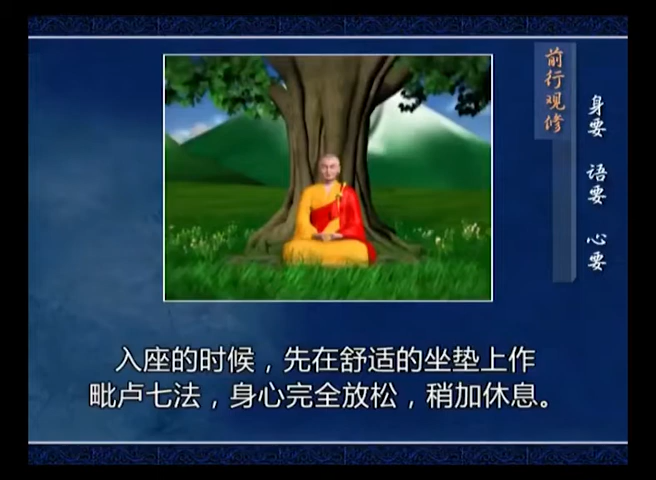 前行观修
身要 语要 心要
入座的时候，先在舒适的坐垫上作
毗卢七法，身心完全放松，稍加休息。